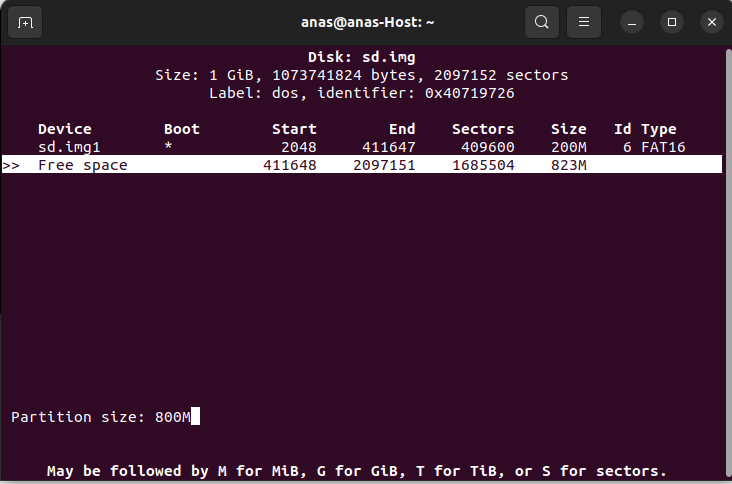 anas@anas-Host: ~
Disk: sd.img
Size: 1 GiB, 1073741824 bytes, 2097152 sectors
Label: dos, identifier: 0x40719726
Device Boot Start End Sectors Size Id Type
sd.img1 * 2048 411647 409600 200M 6 FAT16
>> Free space 411648 2097151 1685504 823M
Partition size: 800M
May be followed by M for MiB, G for GiB, T for TiB, or S for sectors.